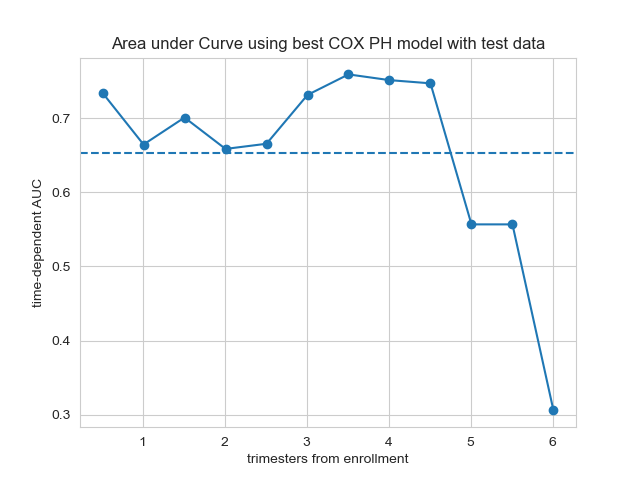 Area under Curve using best COX PH model with test data
time-dependent AUC
0.7
0.6
0.5
0.4
0.3
1 2 3 4 5 6
trimesters from enrollment